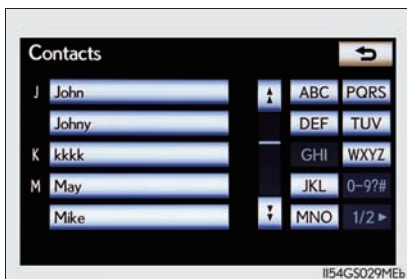 Contacts
J John ABC PQRS
Johny DEF TUV
K kkkk GHI WXYZ
M May JKL 0-9?#
Mike MNO 1/2
II54GS029MEb